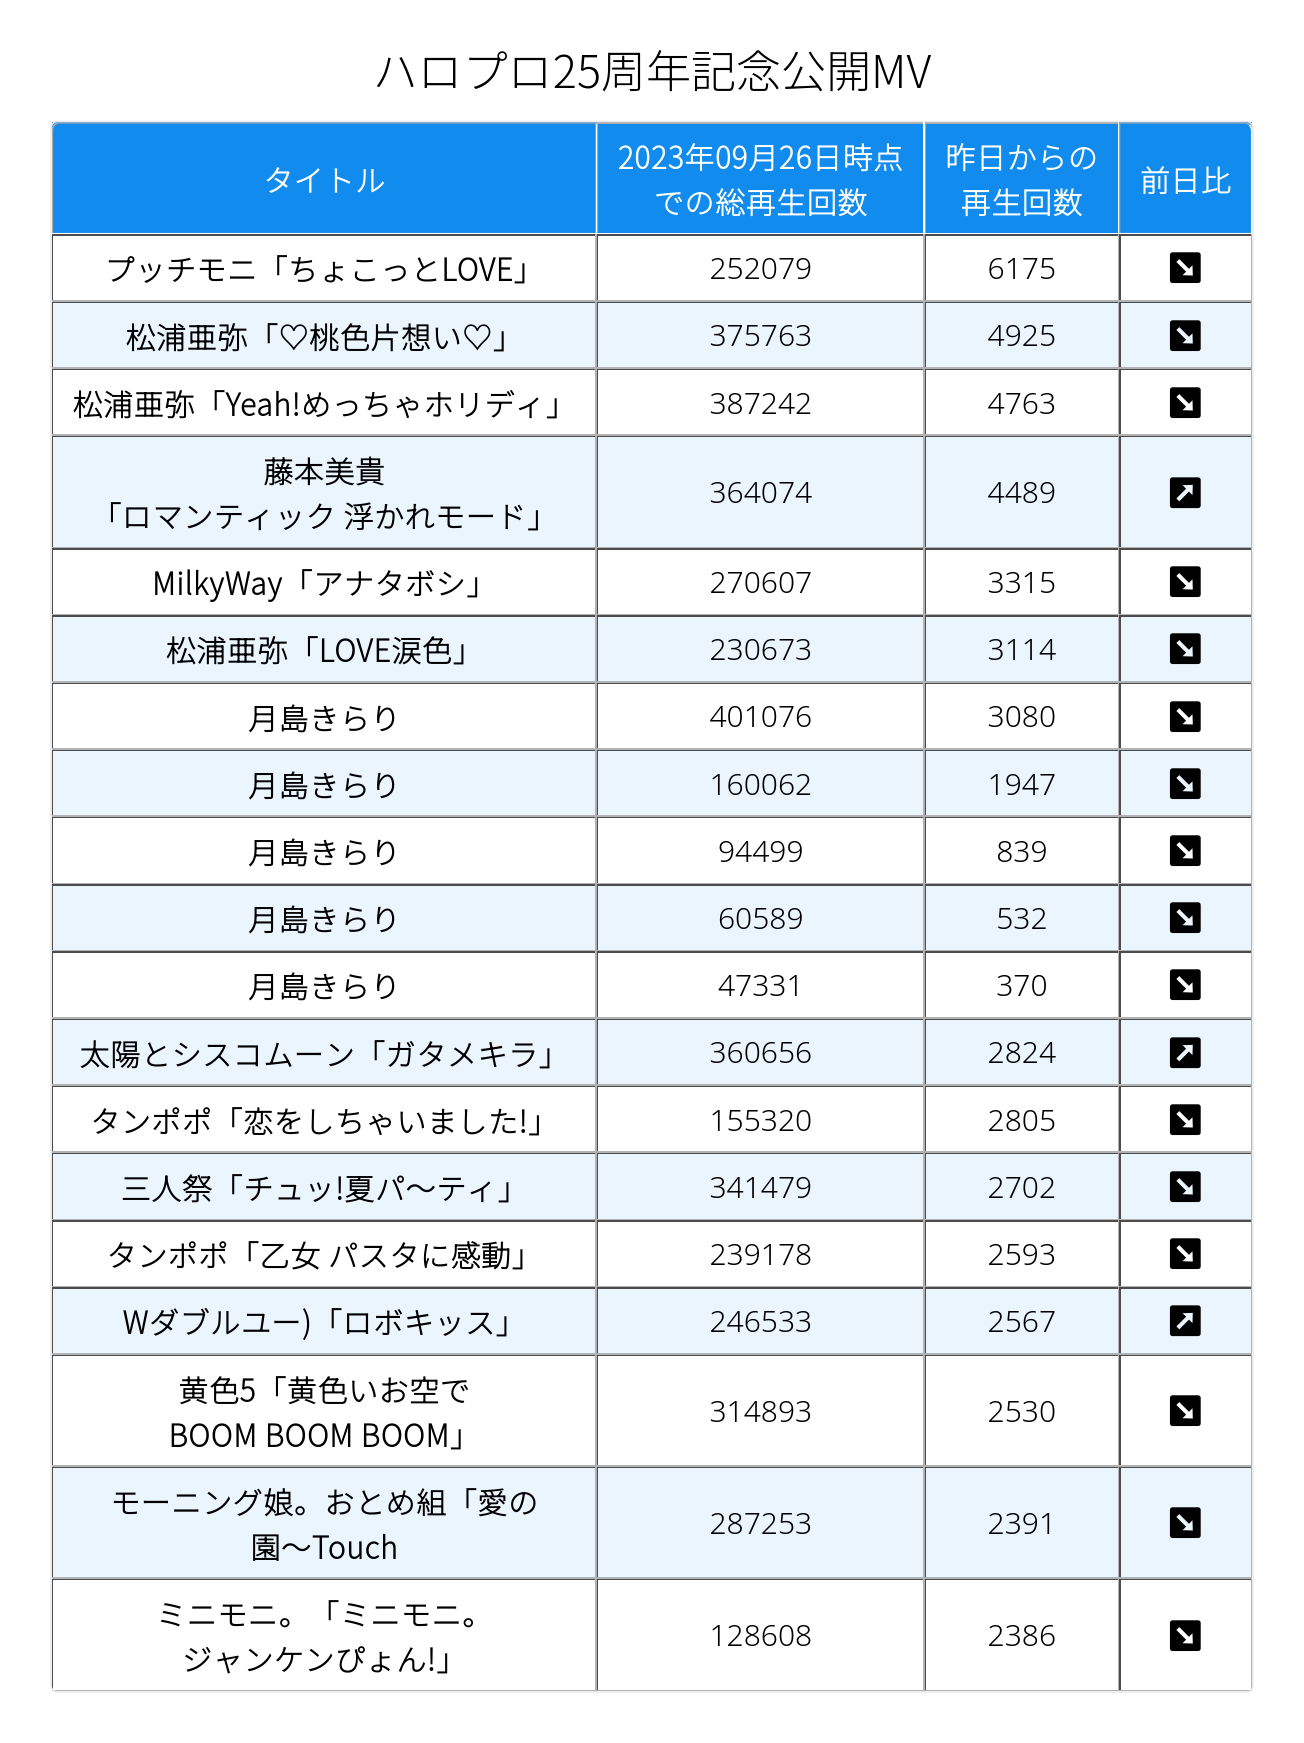 ハロプロ25周年記念公開MV
タイトル
2023年09月26日時点
での総再生回数
昨日からの
再生回数
前日比
プッチモニ「ちょこっとLOVE」 252079 6175
松浦亜弥「♡桃色片想い♡」 375763 4925
松浦亜弥「Yeah!めっちゃホリディ」 387242 4763
藤本美貴
「ロマンティック 浮かれモード」 364074 4489
MilkyWay「アナタボシ」 270607 3315
松浦亜弥「LOVE涙色」 230673 3114
月島きらり 401076 3080
月島きらり 160062 1947
月島きらり 94499 839
月島きらり 60589 532
月島きらり 47331 370
太陽とシスコムーン「ガタメキラ」 360656 2824
タンポポ「恋をしちゃいました!」 155320 2805
三人祭「チュッ!夏パ〜ティ」 341479 2702
タンポポ「乙女 パスタに感動」 239178 2593
Wダブルユー)「ロボキッス」 246533 2567
黄色5「黄色いお空で
BOOM BOOM BOOM」 314893 2530
モーニング娘。おとめ組「愛の
園〜Touch 287253 2391
ミニモニ。「ミニモニ。
ジャンケンぴょん!」 128608 2386